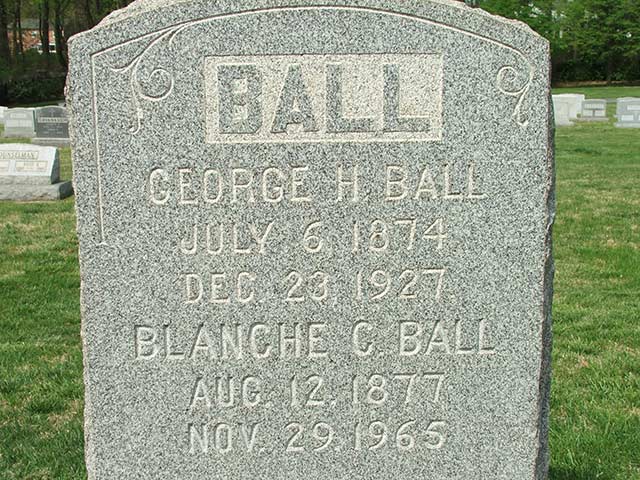 BALL
GEORGE H. BALL
JULY 6, 1874
DEC. 23, 1927
BLANCHE C. BALL
AUG. 12, 1877
NOV. 29, 1965